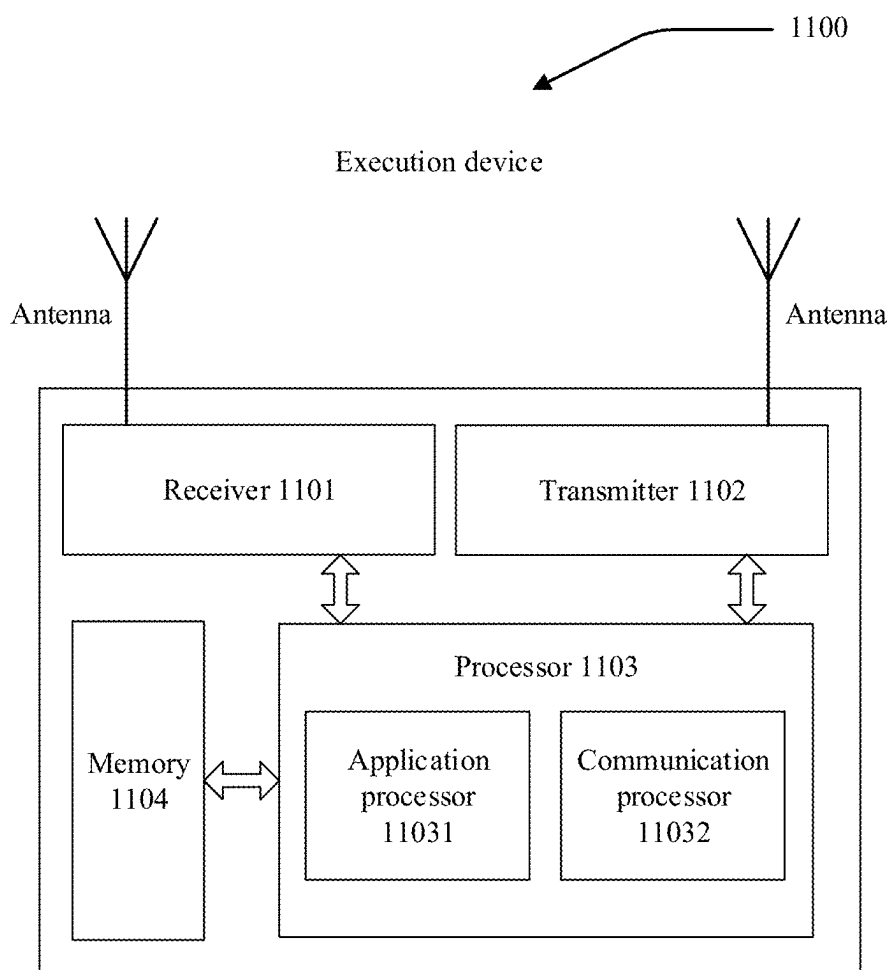 1100
Execution device
Antenna
Antenna
Receiver 1101
Transmitter 1102
Processor 1103
Memory
1104
Application
processor
11031
Communication
processor
11032